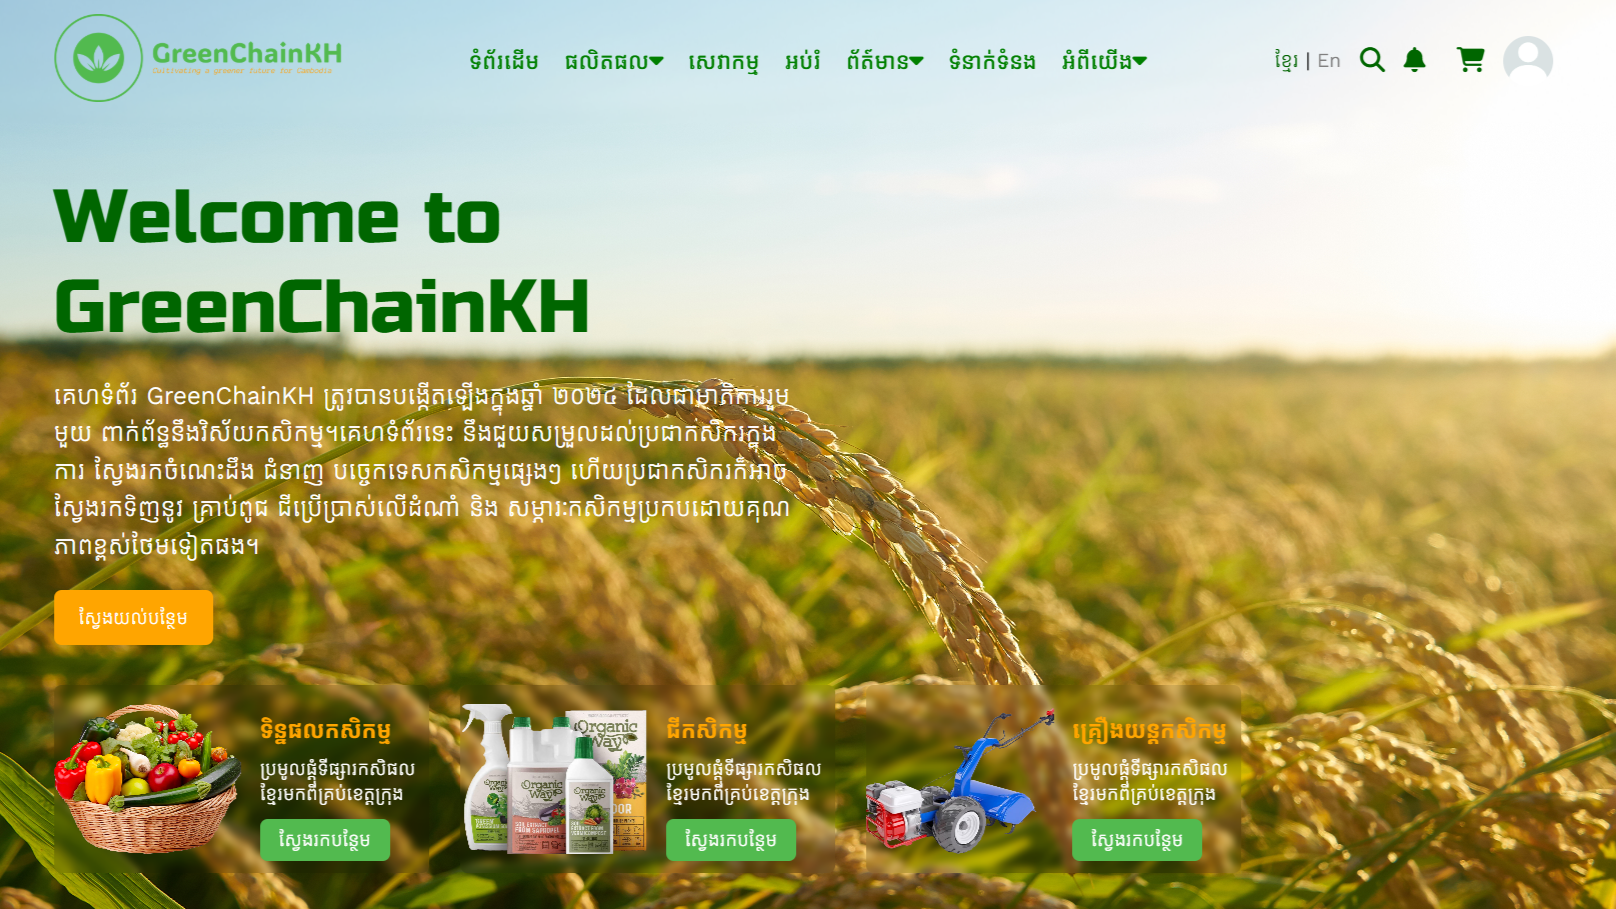 GreenChainKH
Cultivating a greener future for Cambodia
ទំព័រដើម ផលិតផល សេវាកម្ម អប់រំ ព័ត៍មាន ទំនាក់ទំនង អំពីយើង
ខ្មែរ | En
Welcome to
GreenChainKH
គេហទំព័រ GreenChainKH ត្រូវបានបង្កើតឡើងក្នុងឆ្នាំ ២០២៤ ដែលជាមាតិការួម
មួយ ពាក់ព័ន្ធនឹងវិស័យកសិកម្ម។គេហទំព័រនេះ នឹងជួយសម្រួលដល់ប្រជាកសិករក្នុង
ការ ស្វែងរកចំណេះដឹង ជំនាញ បច្ចេកទេសកសិកម្មផ្សេងៗ ហើយប្រជាកសិករក៏អាច
ស្វែងរកទិញនូវ គ្រាប់ពូជ ជីប្រើប្រាស់លើដំណាំ និង សម្ភារៈកសិកម្មប្រកបដោយគុណ
ភាពខ្ពស់ថែមទៀតផង។
ស្វែងយល់បន្ថែម
ទិន្នផលកសិកម្ម
ប្រមូលផ្តុំទីផ្សារកសិផល
ខ្មែរមកពីគ្រប់ខេត្តក្រុង
ស្វែងរកបន្ថែម
Organic
Way
Organic
Way
Organic
Way
Organic
Way
SOIL EXTRACT
FROM SAPROPEL
ជីកសិកម្ម
ប្រមូលផ្តុំទីផ្សារកសិផល
ខ្មែរមកពីគ្រប់ខេត្តក្រុង
ស្វែងរកបន្ថែម
គ្រឿងយន្តកសិកម្ម
ប្រមូលផ្តុំទីផ្សារកសិផល
ខ្មែរមកពីគ្រប់ខេត្តក្រុង
ស្វែងរកបន្ថែម